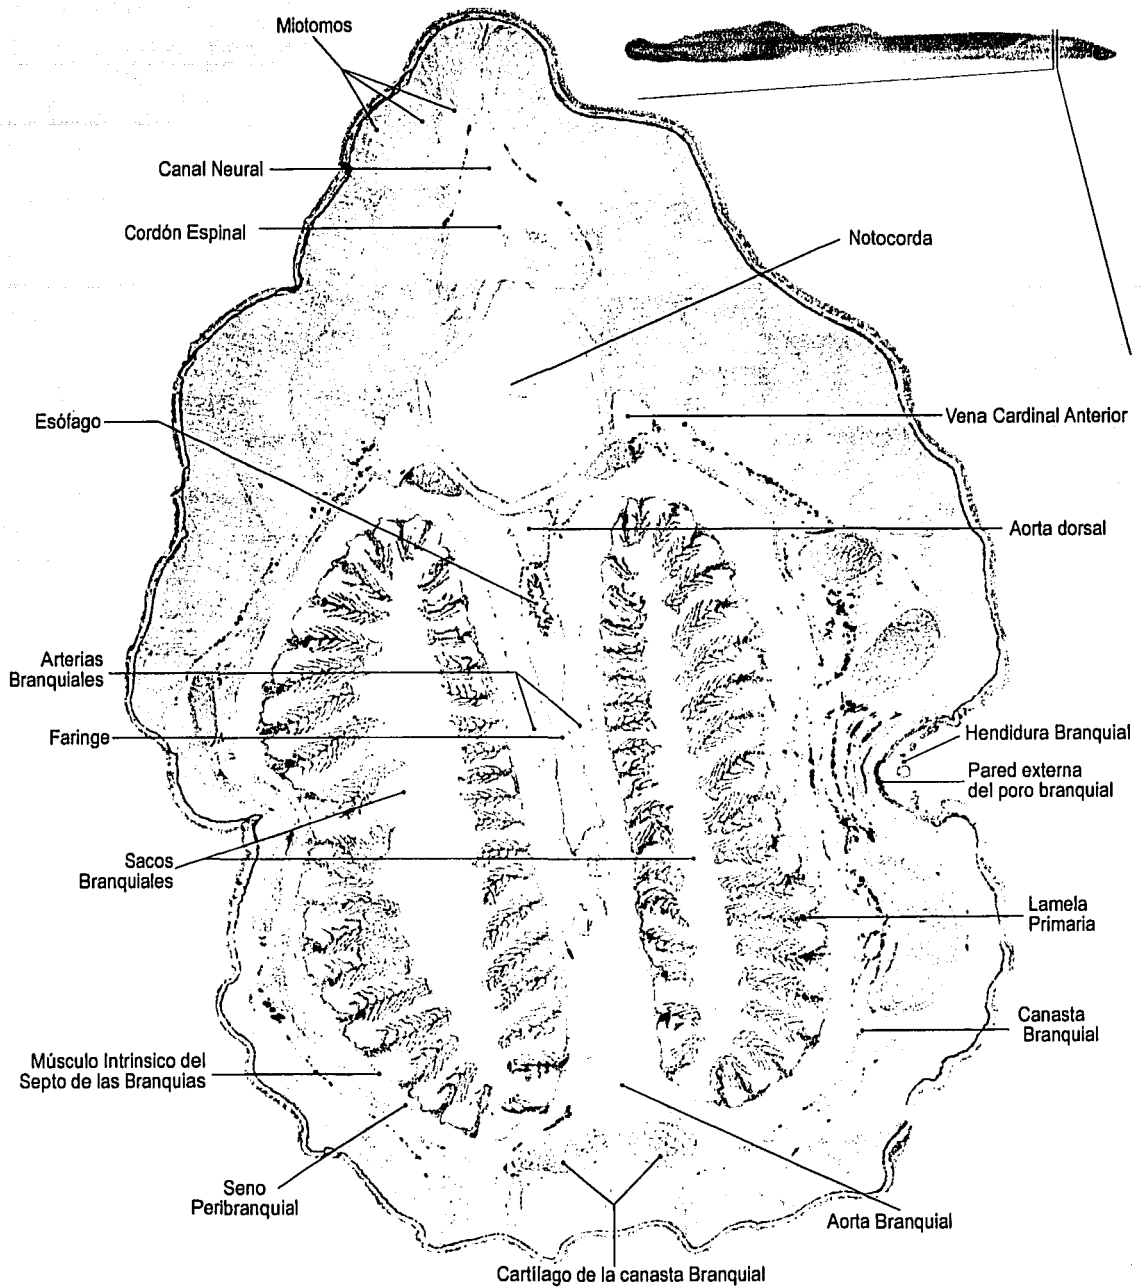 Miotomos
Canal Neural
Cordón Espinal
Notocorda
Esófago
Vena Cardinal Anterior
Aorta dorsal
Arterias
Branquiales
Faringe
Hendidura Branquial
Pared externa
del poro branquial
Sacos
Branquiales
Lamela
Primaria
Canasta
Branquial
Músculo Intrinsico del
Septo de las Branquias
Seno
Peribranquial
Aorta Branquial
Cartílago de la canasta Branquial